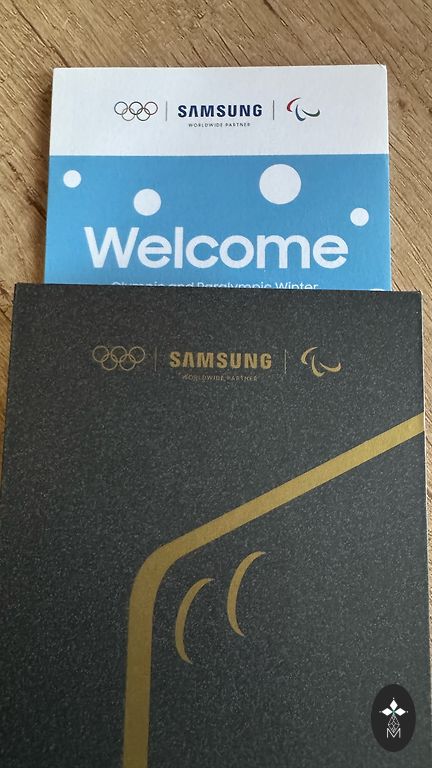 SAMSUNG
WORLDWIDE PARTNER
Welcome
Olympic and Paralympic Winter
SAMSUNG
WORLDWIDE PARTNER
M